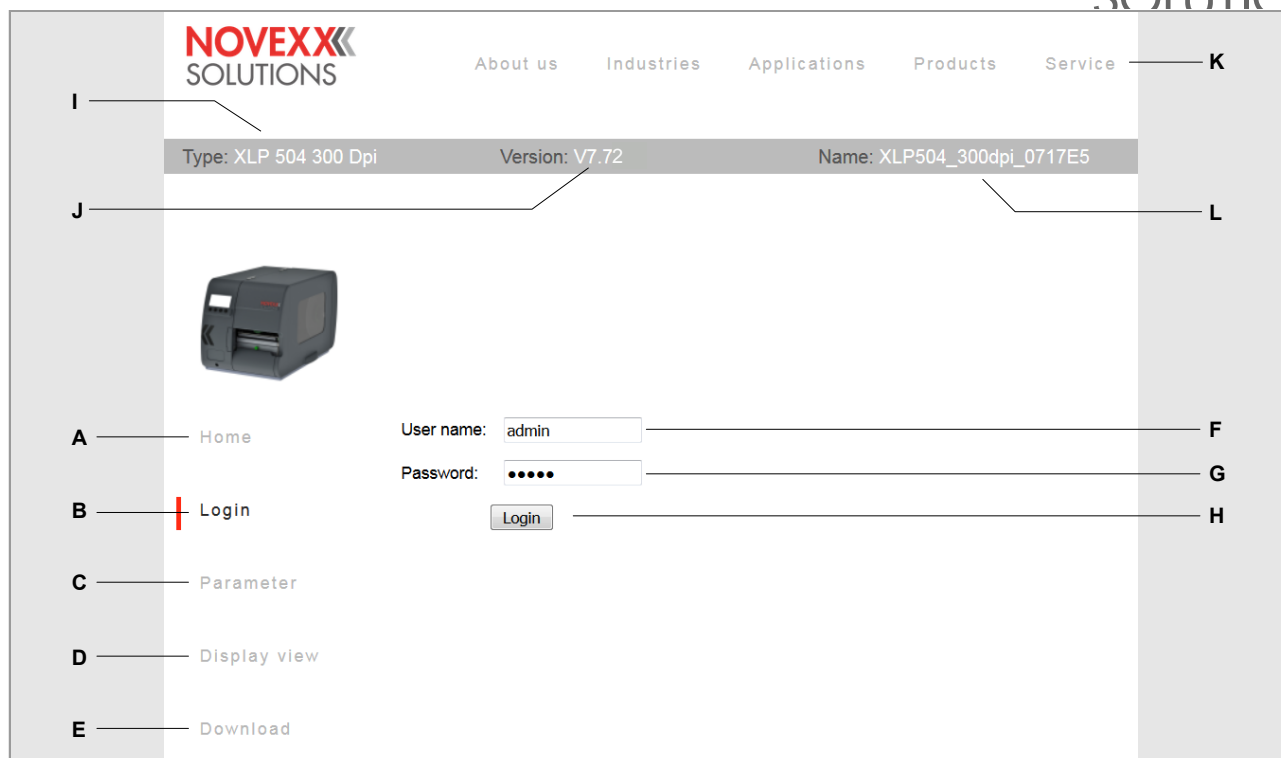 NOVEXX
SOLUTIONS
About us Industries Applications Products Service K
I
Type: XLP 504 300 Dpi Version: V7.72 Name: XLP504_300dpi_0717E5
J L
A Home User name: admin F
Password: ●●●●● G
B Login Login H
C Parameter
D Display view
E Download